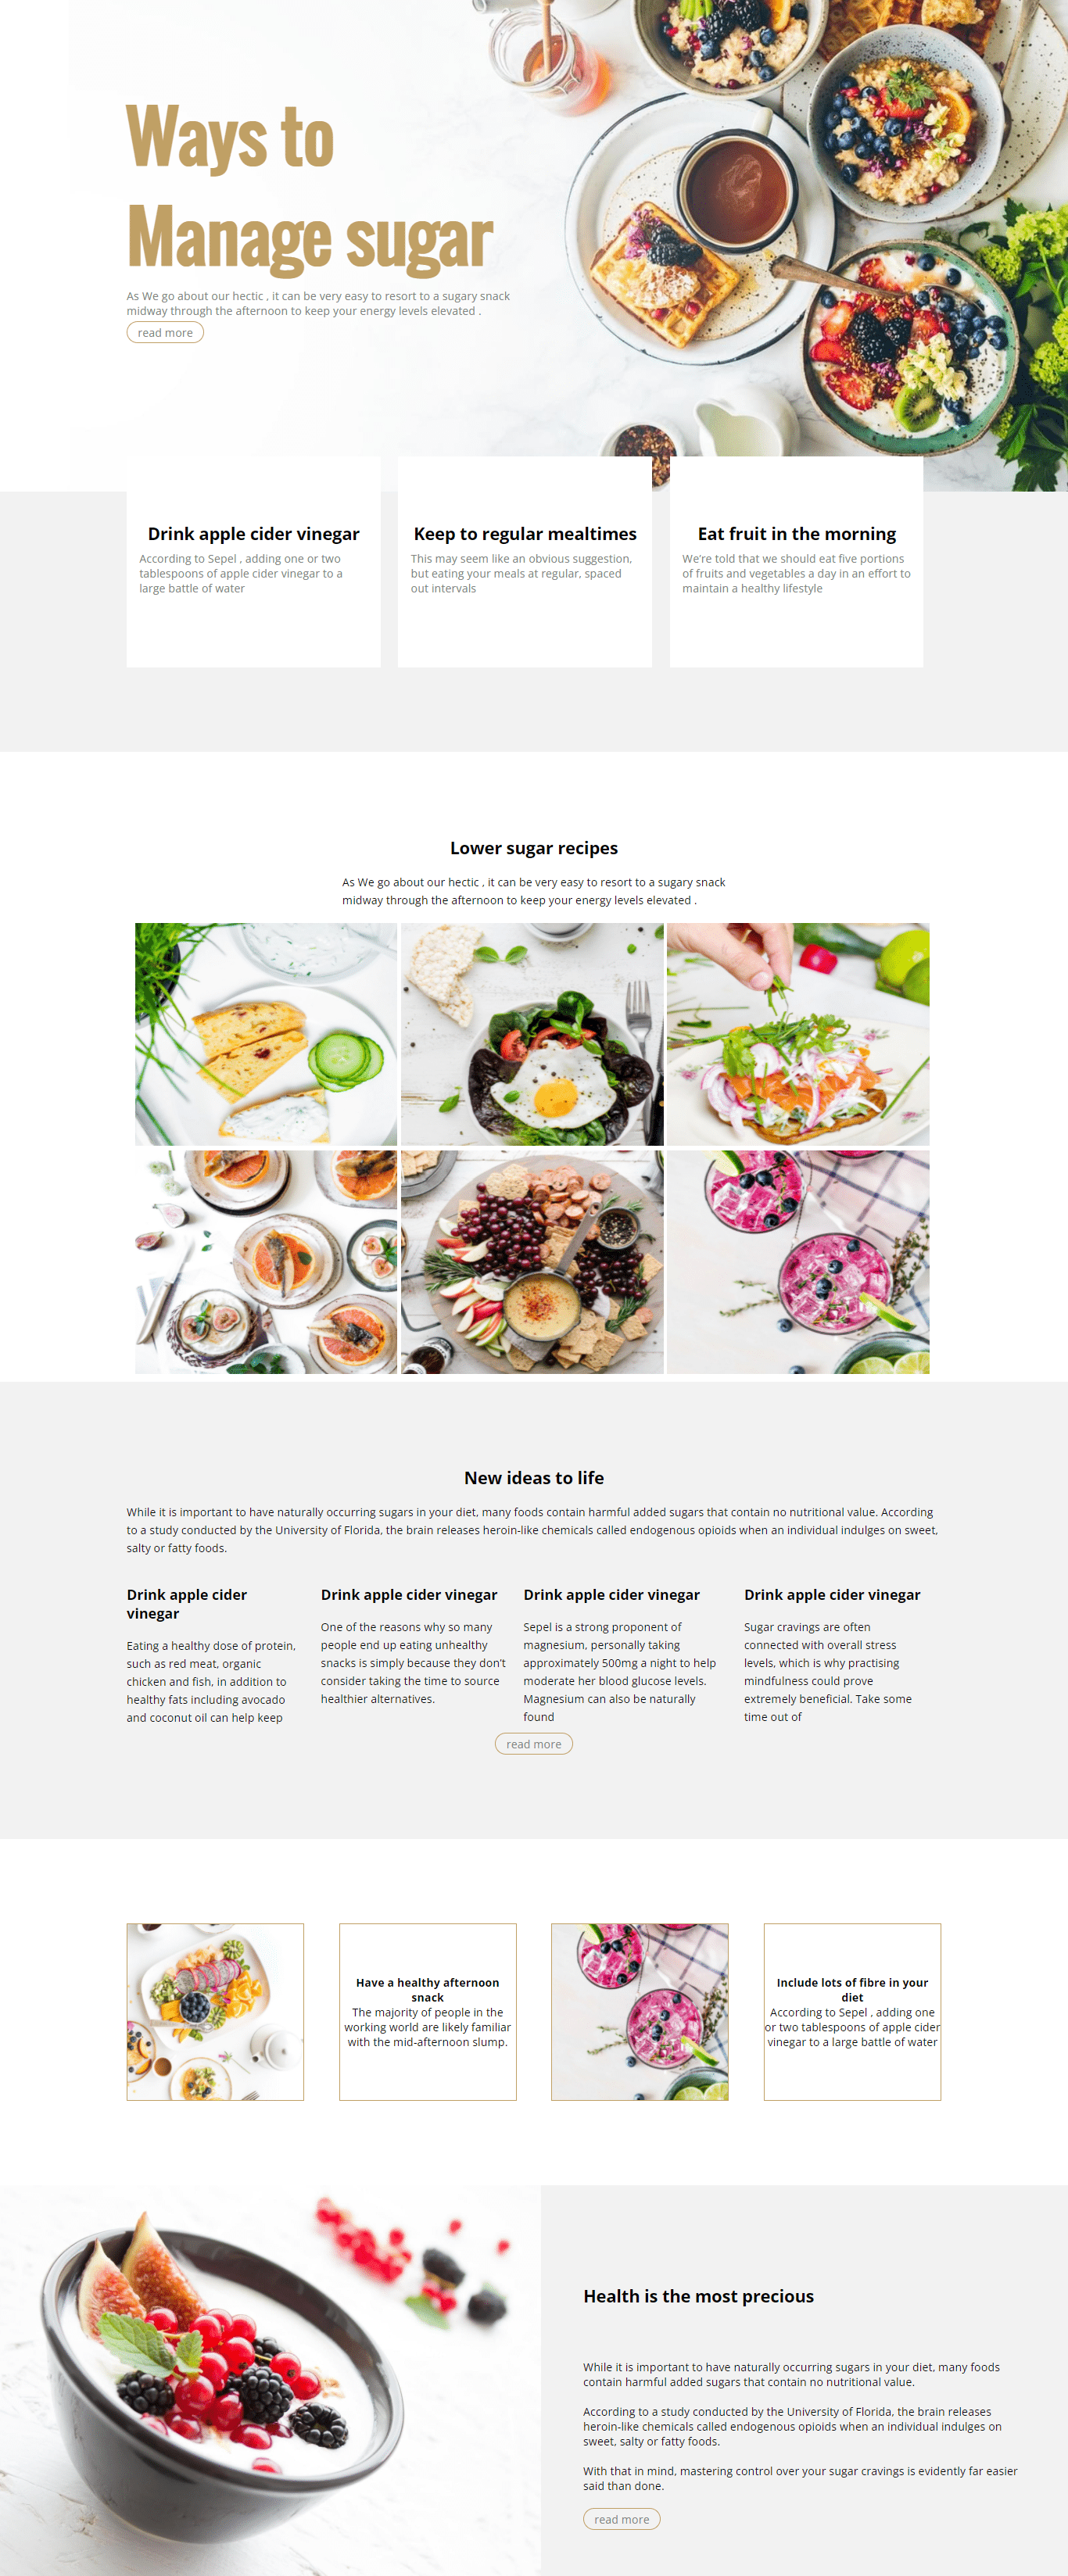 Ways to
Manage sugar
As We go about our hectic , it can be very easy to resort to a sugary snack
midway through the afternoon to keep your energy levels elevated .
read more
Drink apple cider vinegar
According to Sepel , adding one or two
tablespoons of apple cider vinegar to a
large battle of water
Keep to regular mealtimes
This may seem like an obvious suggestion,
but eating your meals at regular, spaced
out intervals
Eat fruit in the morning
We're told that we should eat five portions
of fruits and vegetables a day in an effort to
maintain a healthy lifestyle
Lower sugar recipes
As We go about our hectic , it can be very easy to resort to a sugary snack
midway through the afternoon to keep your energy levels elevated .
New ideas to life
While it is important to have naturally occurring sugars in your diet, many foods contain harmful added sugars that contain no nutritional value. According
to a study conducted by the University of Florida, the brain releases heroin-like chemicals called endogenous opioids when an individual indulges on sweet,
salty or fatty foods.
Drink apple cider
vinegar
Eating a healthy dose of protein,
such as red meat, organic
chicken and fish, in addition to
healthy fats including avocado
and coconut oil can help keep
Drink apple cider vinegar
One of the reasons why so many
people end up eating unhealthy
snacks is simply because they don't
consider taking the time to source
healthier alternatives.
Drink apple cider vinegar
Sepel is a strong proponent of
magnesium, personally taking
approximately 500mg a night to help
moderate her blood glucose levels.
Magnesium can also be naturally
found
Drink apple cider vinegar
Sugar cravings are often
connected with overall stress
levels, which is why practising
mindfulness could prove
extremely beneficial. Take some
time out of
read more
Have a healthy afternoon
snack
The majority of people in the
working world are likely familiar
with the mid-afternoon slump.
Include lots of fibre in your
diet
According to Sepel , adding one
or two tablespoons of apple cider
vinegar to a large battle of water
Health is the most precious
While it is important to have naturally occurring sugars in your diet, many foods
contain harmful added sugars that contain no nutritional value.
According to a study conducted by the University of Florida, the brain releases
heroin-like chemicals called endogenous opioids when an individual indulges on
sweet, salty or fatty foods.
With that in mind, mastering control over your sugar cravings is evidently far easier
said than done.
read more